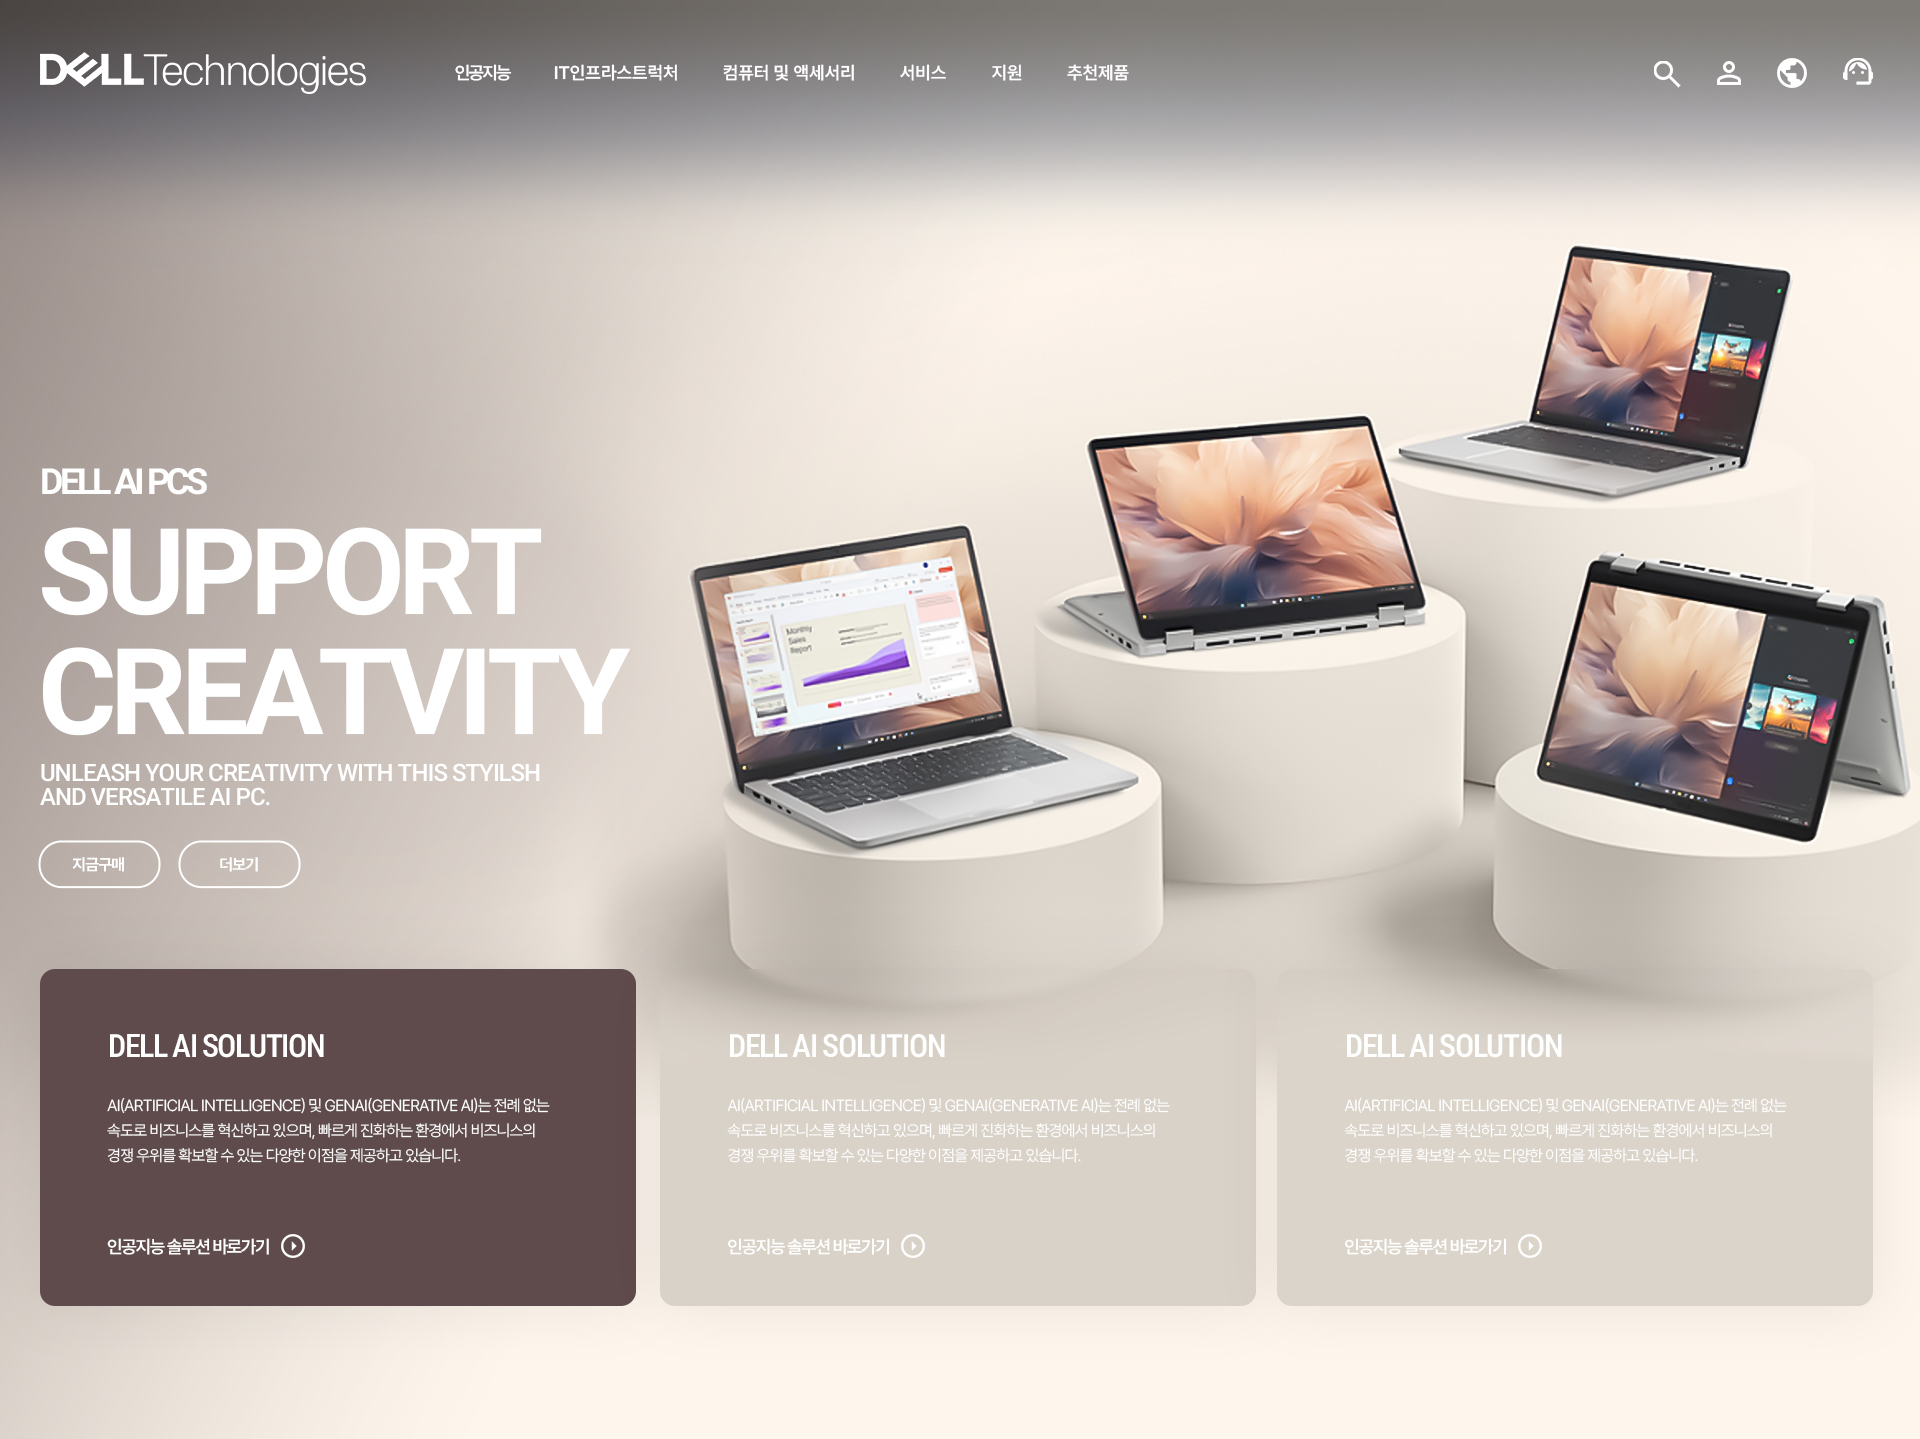 DELLTechnologies
인공지능 IT인프라스트럭처 컴퓨터 및 액세서리 서비스 지원 추천제품
DELL AI PCS
SUPPORT
CREATVITY
UNLEASH YOUR CREATIVITY WITH THIS STYILSH
AND VERSATILE AI PC.
지금구매 더보기
Monthly
Sales
Report
DELL AI SOLUTION
AI(ARTIFICIAL INTELLIGENCE) 및 GENAI(GENERATIVE AI)는 전례 없는
속도로 비즈니스를 혁신하고 있으며, 빠르게 진화하는 환경에서 비즈니스의
경쟁 우위를 확보할 수 있는 다양한 이점을 제공하고 있습니다.
인공지능 솔루션 바로가기
DELL AI SOLUTION
AI(ARTIFICIAL INTELLIGENCE) 및 GENAI(GENERATIVE AI)는 전례 없는
속도로 비즈니스를 혁신하고 있으며, 빠르게 진화하는 환경에서 비즈니스의
경쟁 우위를 확보할 수 있는 다양한 이점을 제공하고 있습니다.
인공지능 솔루션 바로가기
DELL AI SOLUTION
AI(ARTIFICIAL INTELLIGENCE) 및 GENAI(GENERATIVE AI)는 전례 없는
속도로 비즈니스를 혁신하고 있으며, 빠르게 진화하는 환경에서 비즈니스의
경쟁 우위를 확보할 수 있는 다양한 이점을 제공하고 있습니다.
인공지능 솔루션 바로가기